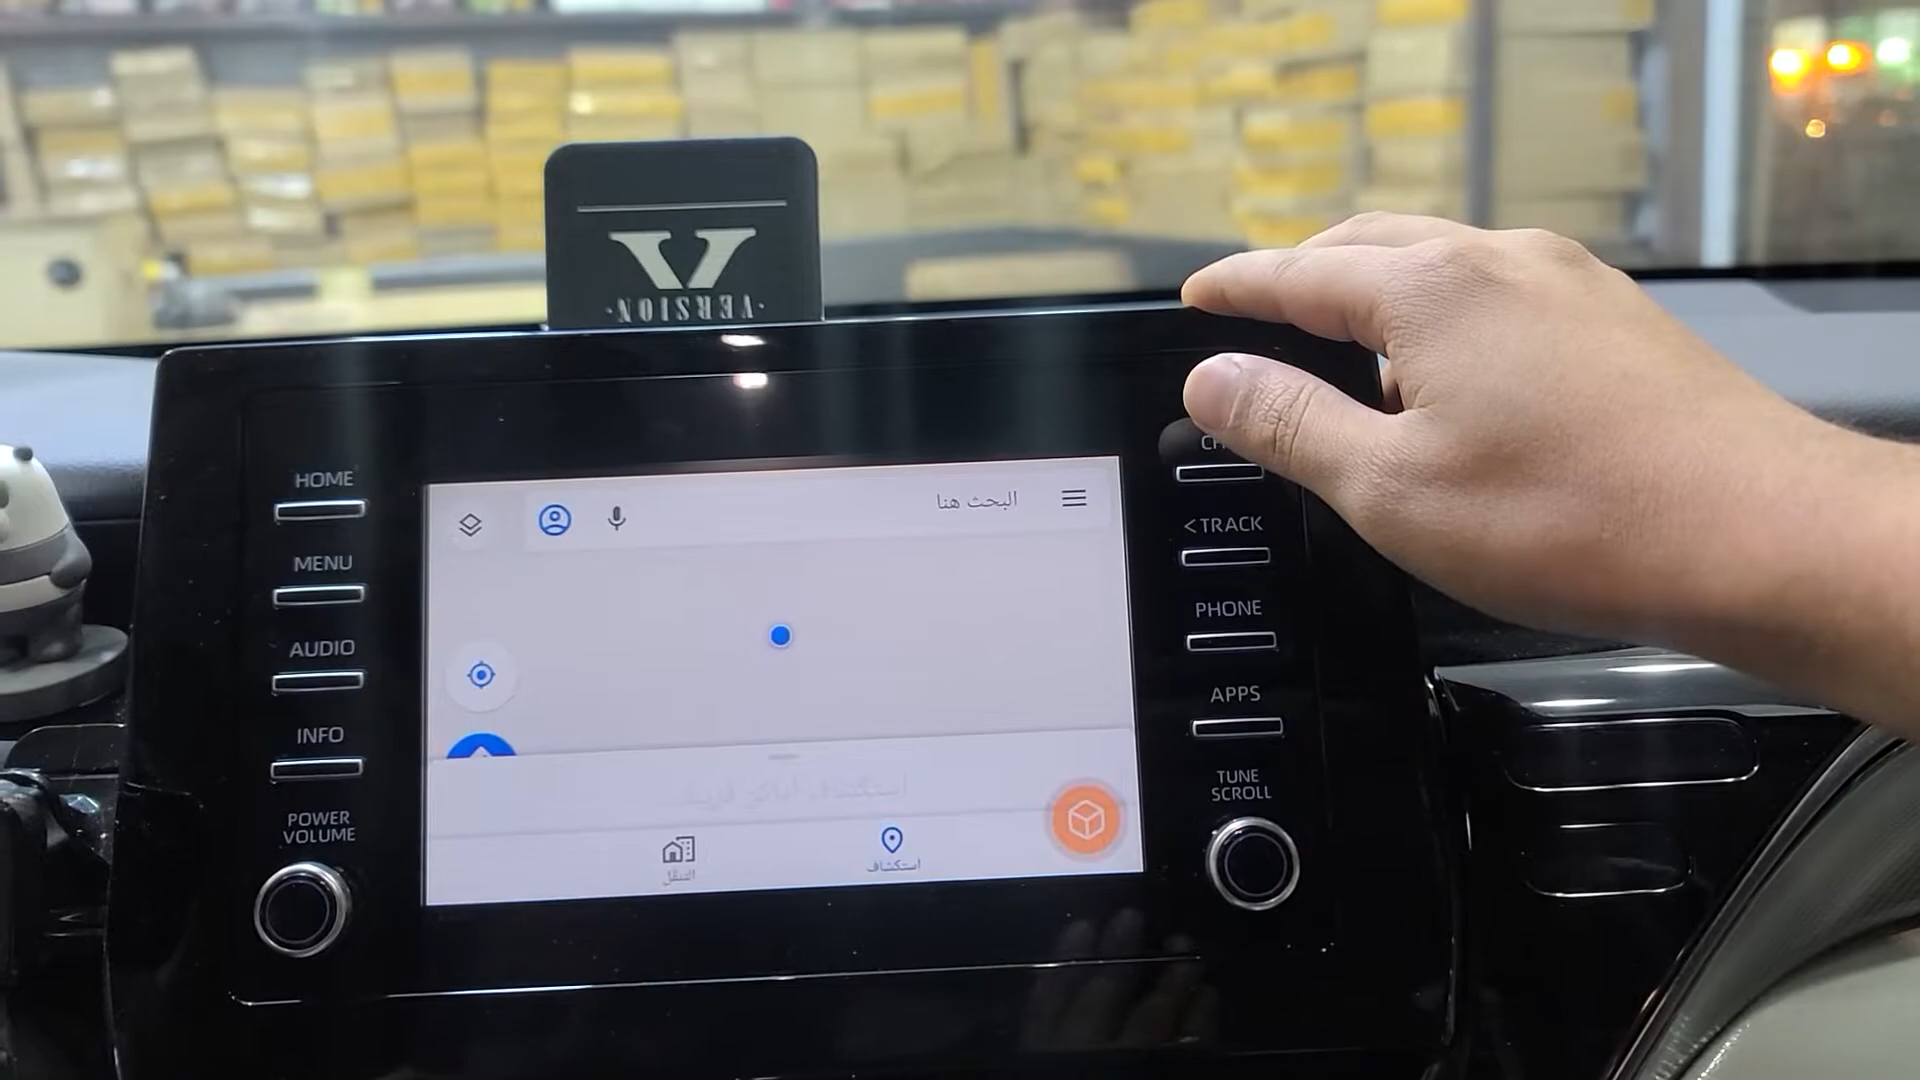 V
·VERSION·
HOME
MENU
AUDIO
INFO
POWER
VOLUME
البحث هنا
استكشاف
التنقل
<TRACK
PHONE
APPS
TUNE
SCROLL